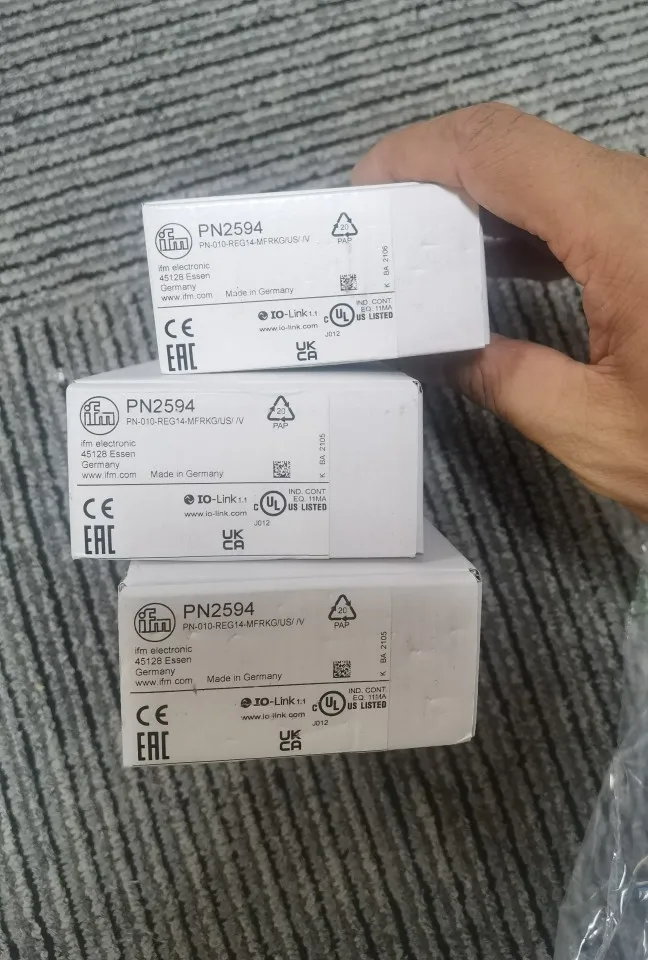 ifm
PN2594
PN-010-REG14-MFRKG/US/ /V
20
PAP
ifm electronic
45128 Essen
Germany
www.ifm.com Made in Germany
K BA 2106
CE
EAC
IO-Link 1.1
www.io-link.com
UK
CA
c UL US LISTED
IND. CONT.
EQ. 11MA
J012
ifm
PN2594
PN-010-REG14-MFRKG/US/ /V
20
PAP
ifm electronic
45128 Essen
Germany
www.ifm.com Made in Germany
K BA 2105
CE
EAC
IO-Link 1.1
www.io-link.com
UK
CA
c UL US LISTED
IND. CONT.
EQ. 11MA
J012
ifm
PN2594
PN-010-REG14-MFRKG/US/ /V
20
PAP
ifm electronic
45128 Essen
Germany
www.ifm.com Made in Germany
K BA 2105
CE
EAC
IO-Link 1.1
www.io-link.com
UK
CA
c UL US LISTED
IND. CONT.
EQ. 11MA
J012